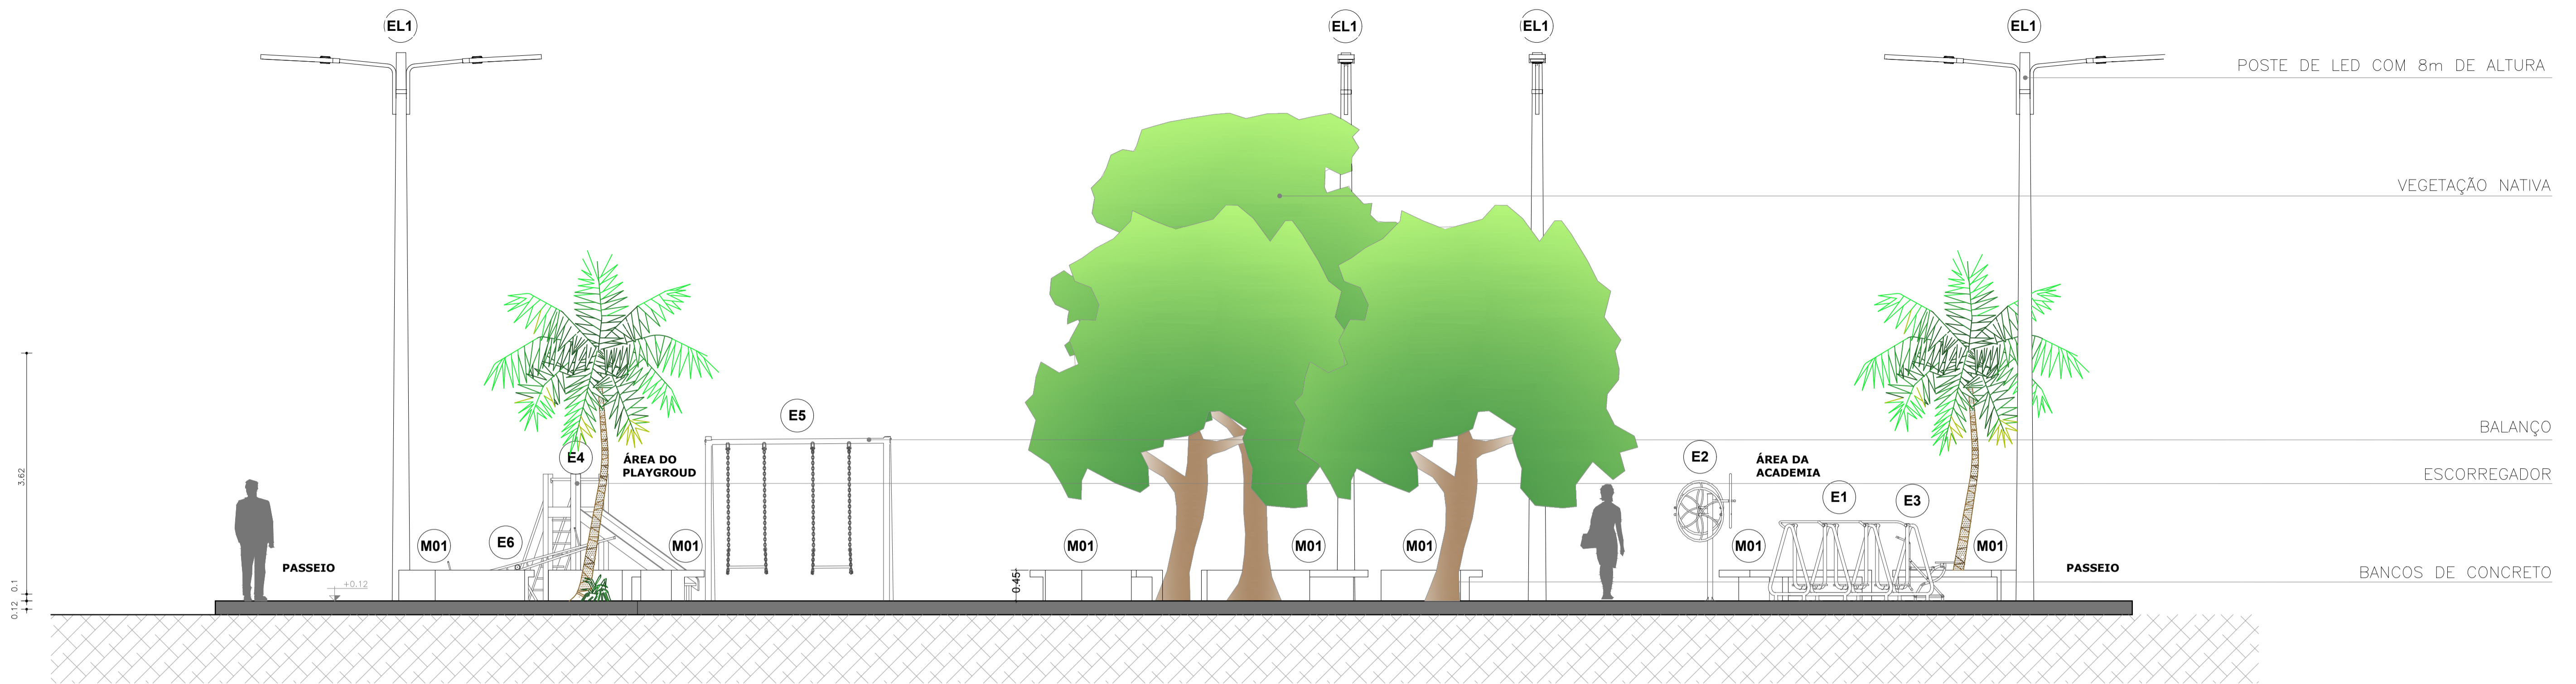 EL1
EL1
EL1
EL1
POSTE DE LED COM 8m DE ALTURA
VEGETAÇÃO NATIVA
E5
BALANÇO
E4
ÁREA DO
PLAYGROUD
E2
ÁREA DA
ACADEMIA
ESCORREGADOR
3.62
E1
E3
M01
E6
M01
M01
M01
M01
M01
M01
PASSEIO
PASSEIO
BANCOS DE CONCRETO
+0.12
0.45
0.1
0.12